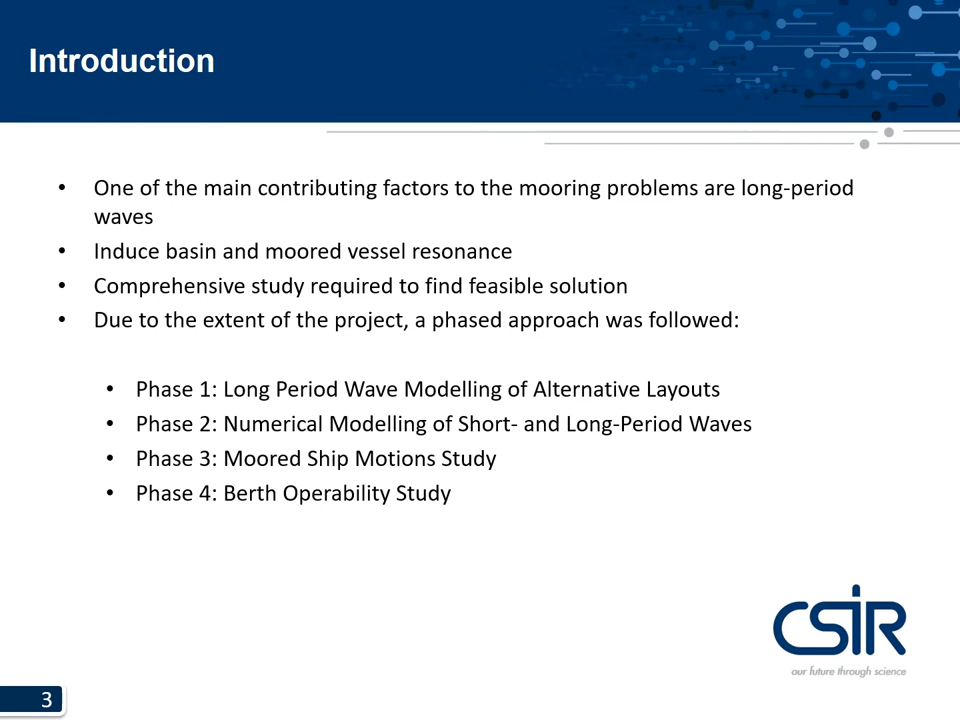 Introduction
• One of the main contributing factors to the mooring problems are long-period
waves
• Induce basin and moored vessel resonance
• Comprehensive study required to find feasible solution
• Due to the extent of the project, a phased approach was followed:
• Phase 1: Long Period Wave Modelling of Alternative Layouts
• Phase 2: Numerical Modelling of Short- and Long-Period Waves
• Phase 3: Moored Ship Motions Study
• Phase 4: Berth Operability Study
CSIR
our future through science
3